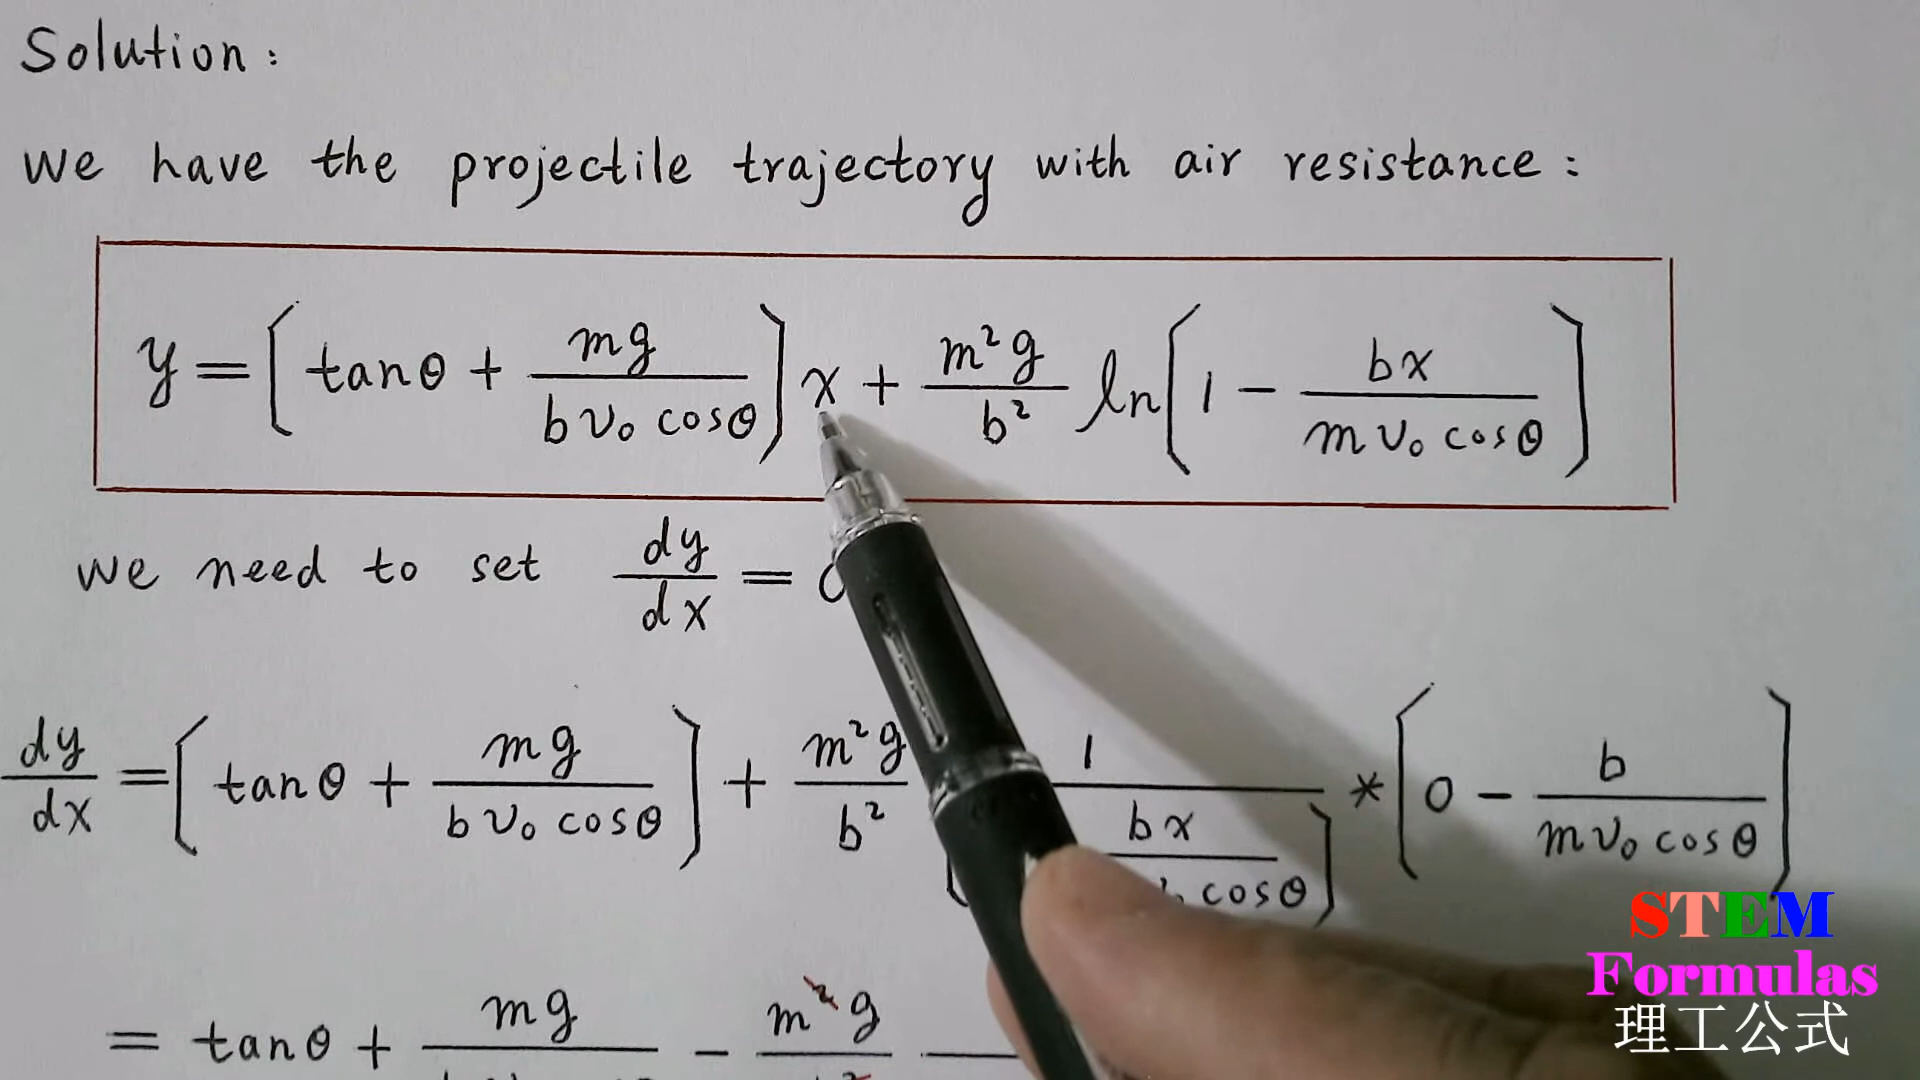 Solution:
We have the projectile trajectory with air resistance:
y = [tanθ + mg / (b v₀ cosθ)] x + m²g / b² ln[1 − bx / (m v₀ cosθ)]
we need to set dy/dx = 0
dy/dx = [tanθ + mg / (b v₀ cosθ)] + m²g / b² 1 / bx cosθ] * [0 − b / (m v₀ cosθ)]
= tanθ + mg − m²g
STEM
Formulas
理工公式